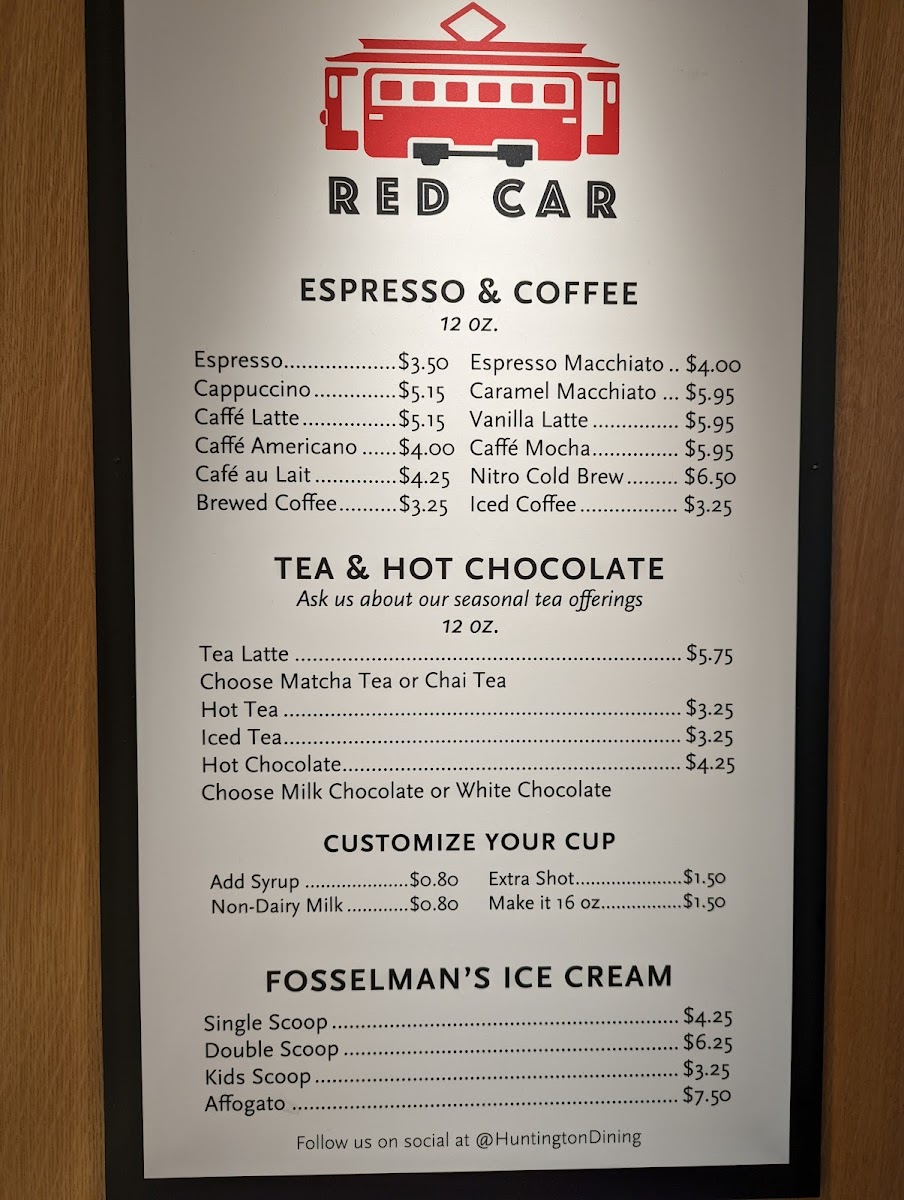 RED CAR
ESPRESSO & COFFEE
12 OZ.
Espresso....................$3.50 Espresso Macchiato .. $4.00
Cappuccino...............$5.15 Caramel Macchiato ... $5.95
Caffé Latte.................$5.15 Vanilla Latte ............... $5.95
Caffé Americano ......$4.00 Caffé Mocha............... $5.95
Café au Lait...............$4.25 Nitro Cold Brew......... $6.50
Brewed Coffee..........$3.25 Iced Coffee................. $3.25
TEA & HOT CHOCOLATE
Ask us about our seasonal tea offerings
12 OZ.
Tea Latte ...................................................................... $5.75
Choose Matcha Tea or Chai Tea
Hot Tea ........................................................................ $3.25
Iced Tea........................................................................ $3.25
Hot Chocolate............................................................. $4.25
Choose Milk Chocolate or White Chocolate
CUSTOMIZE YOUR CUP
Add Syrup ....................$0.80 Extra Shot.....................$1.50
Non-Dairy Milk ............$0.80 Make it 16 oz................$1.50
FOSSELMAN'S ICE CREAM
Single Scoop ............................................................... $4.25
Double Scoop ............................................................. $6.25
Kids Scoop .................................................................. $3.25
Affogato ...................................................................... $7.50
Follow us on social at @HuntingtonDining